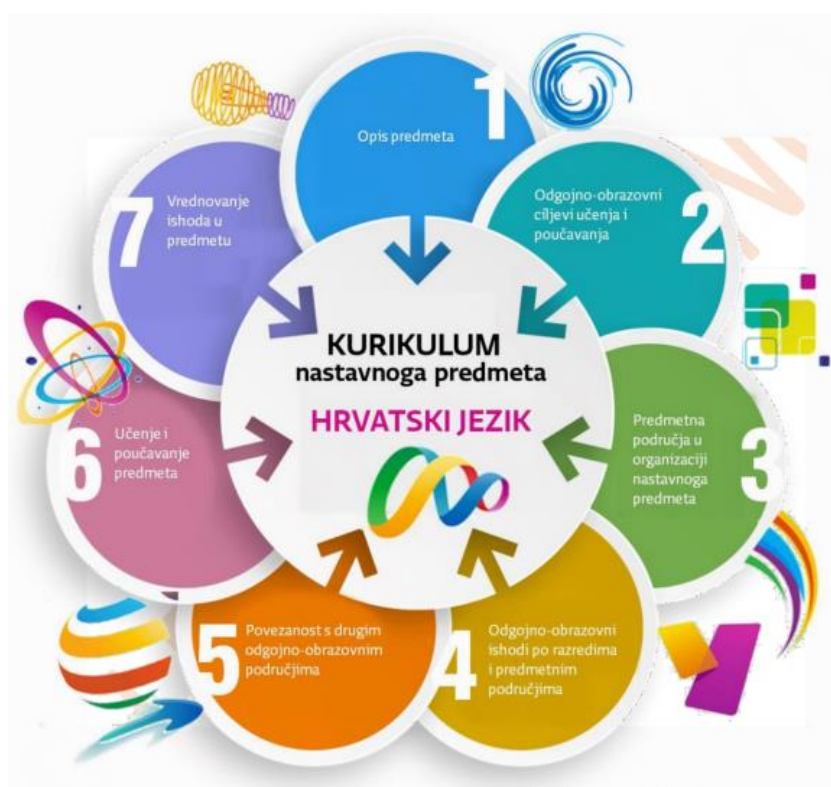 KURIKULUM
nastavnoga predmeta
HRVATSKI JEZIK
1
Opis predmeta
2
Odgojno-obrazovni
ciljevi učenja i
poučavanja
3
Predmetna
područja u
organizaciji
nastavnoga
predmeta
4
Odgojno-obrazovni
ishodi po razredima
i predmetnim
područjima
5
Povezanost s drugim
odgojno-obrazovnim
područjima
6
Učenje i
poučavanje
predmeta
7
Vrednovanje
ishoda u
predmetu